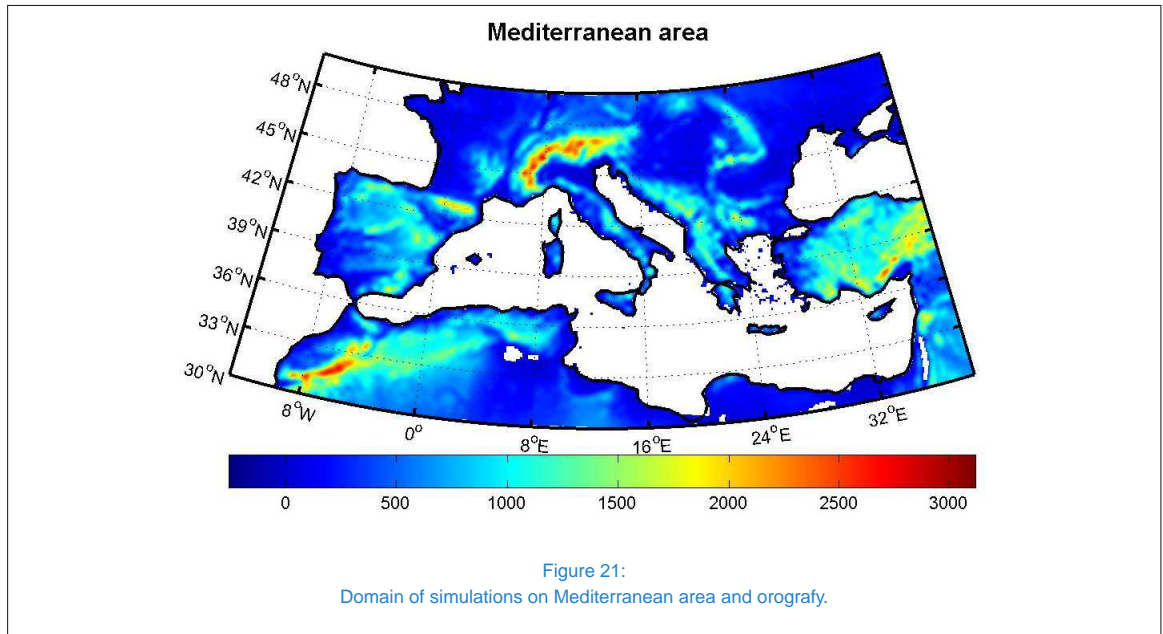 Mediterranean area
48°N
45°N
42°N
39°N
36°N
33°N
30°N
8°W
0°
8°E
16°E
24°E
32°E
0 500 1000 1500 2000 2500 3000
Figure 21:
Domain of simulations on Mediterranean area and orografy.